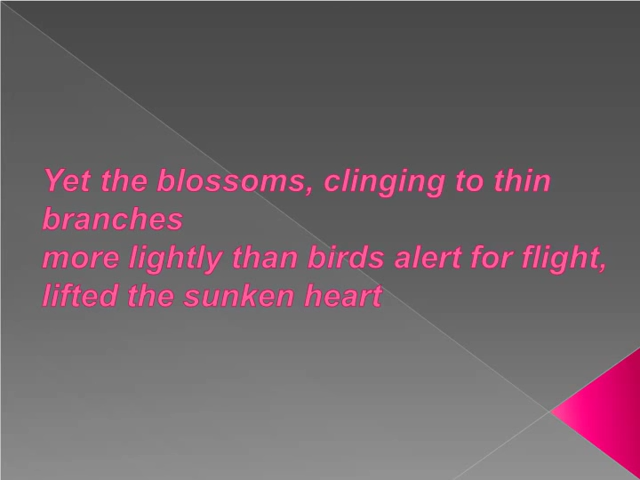 Yet the blossoms, clinging to thin
branches
more lightly than birds alert for flight,
lifted the sunken heart